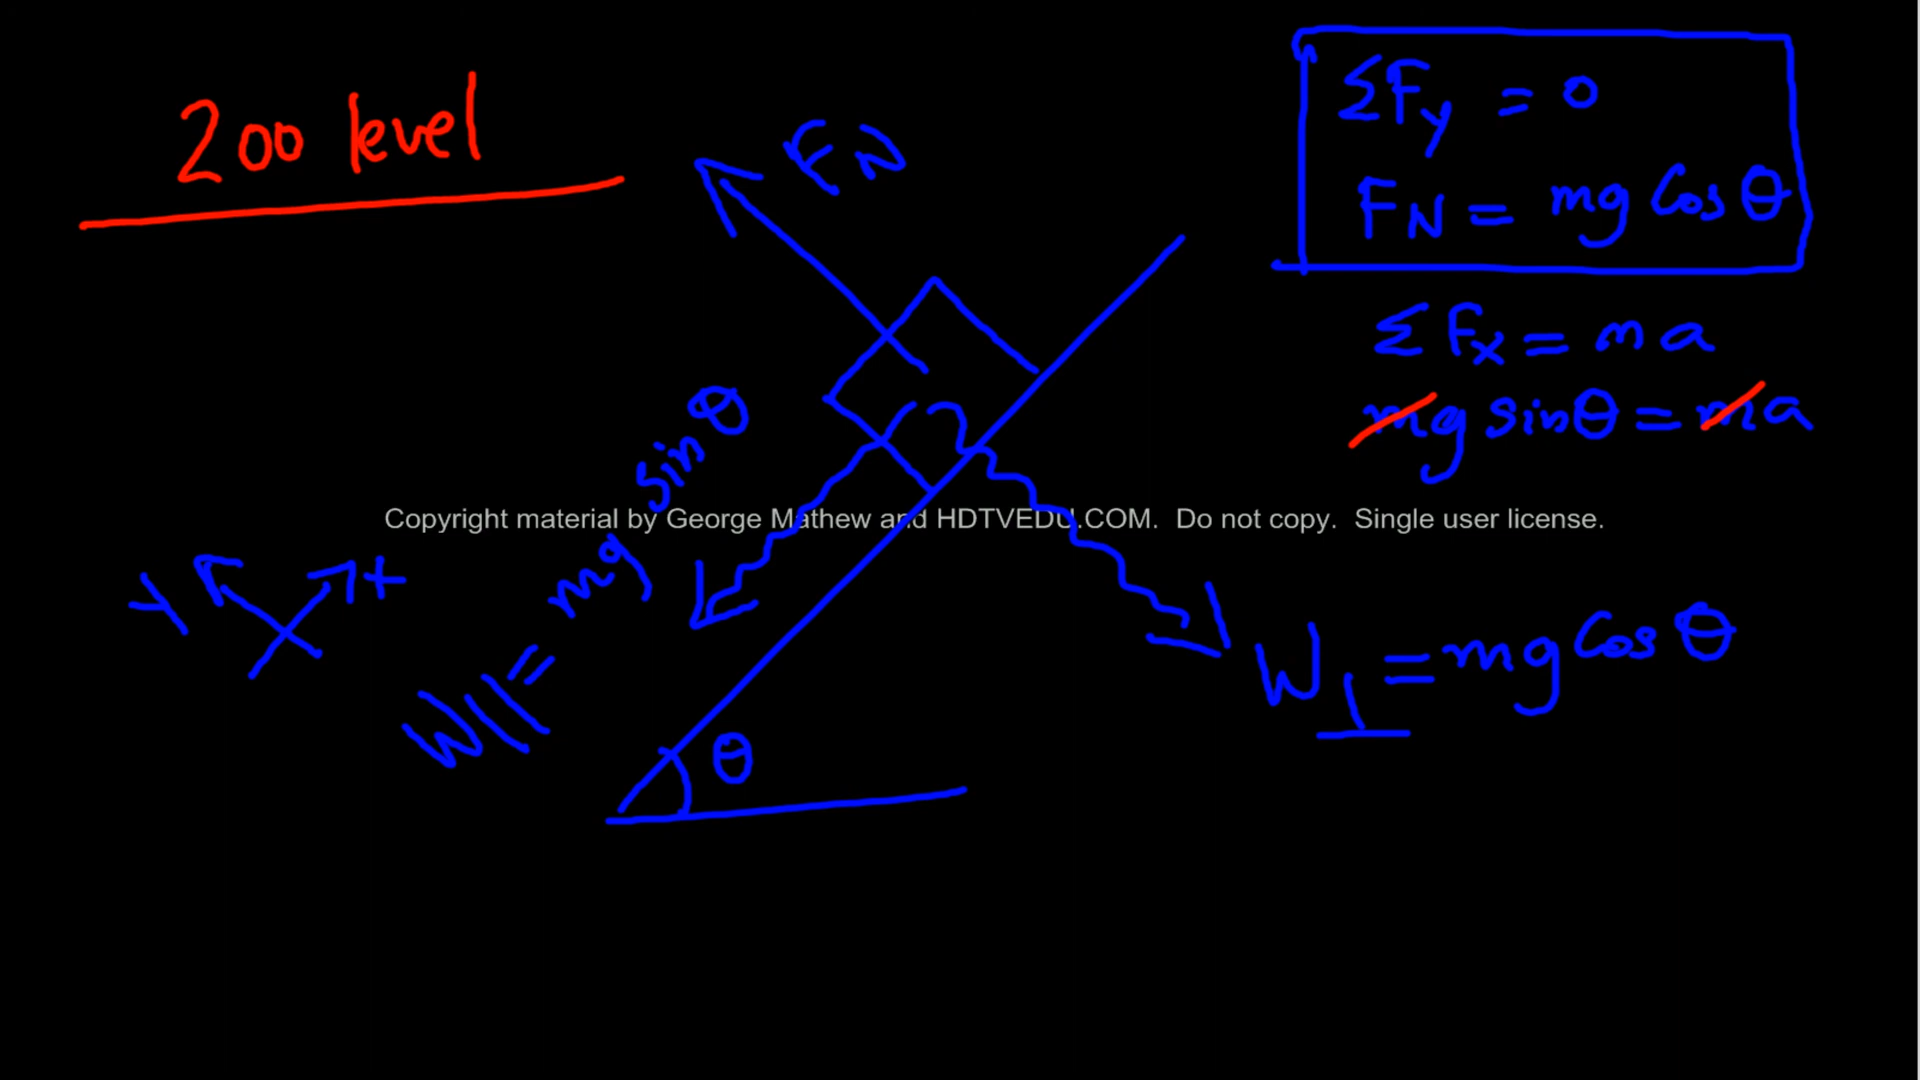 200 level
FN
ΣFy = 0
FN = mg Cos θ
ΣFx = ma
mg sinθ = ma
W|| = mg sin θ
Copyright material by George Mathew and HDTVEDU.COM. Do not copy. Single user license.
Y
+
W⊥ = mg Cos θ
θ